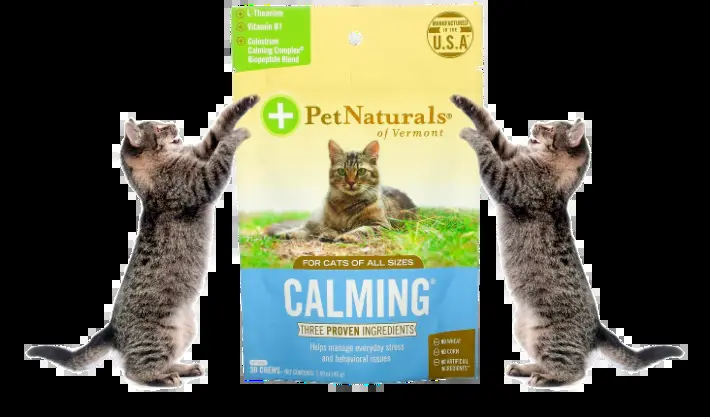 L-Theanine
Vitamin B1
Colostrum
Calming Complex®
Biopeptide Blend
MANUFACTURED
IN THE
U.S.A
PetNaturals®
of Vermont
FOR CATS OF ALL SIZES
CALMING®
THREE PROVEN INGREDIENTS
Helps manage everyday stress
and behavioral issues
NO WHEAT
NO CORN
NO ARTIFICIAL
INGREDIENTS
30 CHEWS